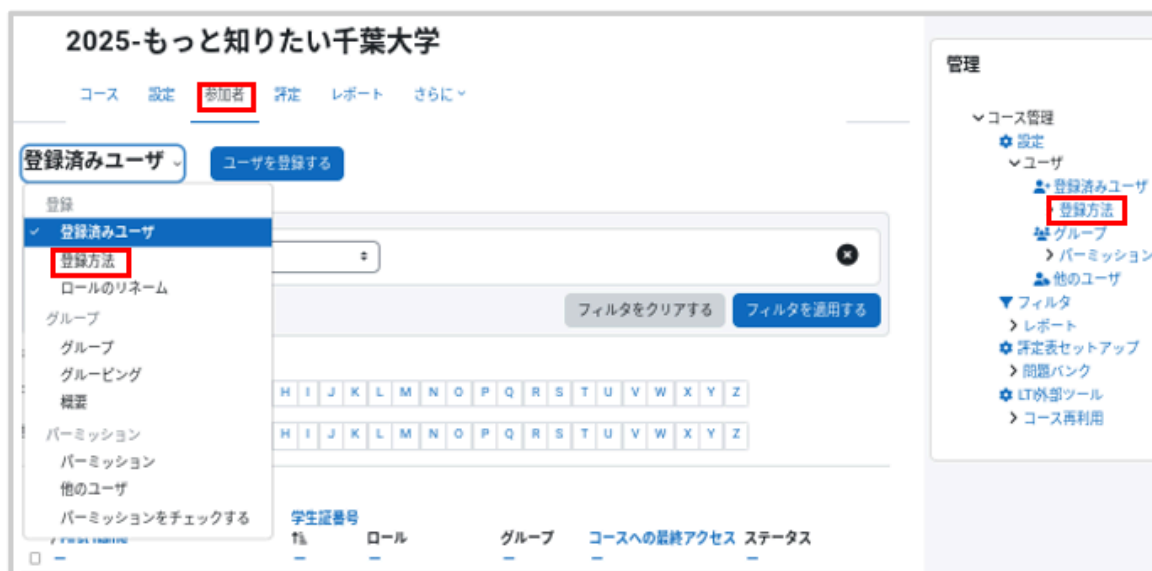 2025-もっと知りたい千葉大学
コース 設定 参加者 評定 レポート さらに
登録済みユーザ ユーザを登録する
登録
登録済みユーザ
登録方法
ロールのリネーム
グループ
グループ
グルーピング
概要
パーミッション
パーミッション
他のユーザ
パーミッションをチェックする
フィルタをクリアする フィルタを適用する
H I J K L M N O P Q R S T U V W X Y Z
H I J K L M N O P Q R S T U V W X Y Z
学生証番号
ロール グループ コースへの最終アクセス ステータス
管理
コース管理
設定
ユーザ
登録済みユーザ
登録方法
グループ
パーミッション
他のユーザ
フィルタ
レポート
評定表セットアップ
問題バンク
LTI外部ツール
コース再利用